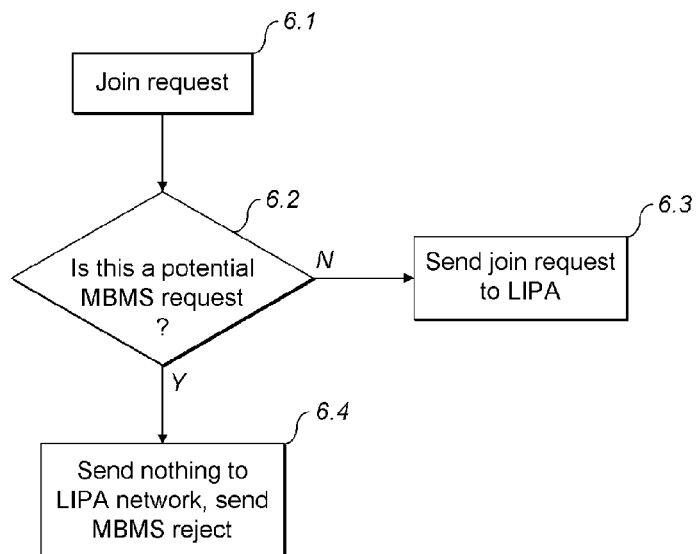 6.1
Join request
6.2
6.3
Is this a potential
MBMS request
?
N
Send join request
to LIPA
Y
6.4
Send nothing to
LIPA network, send
MBMS reject